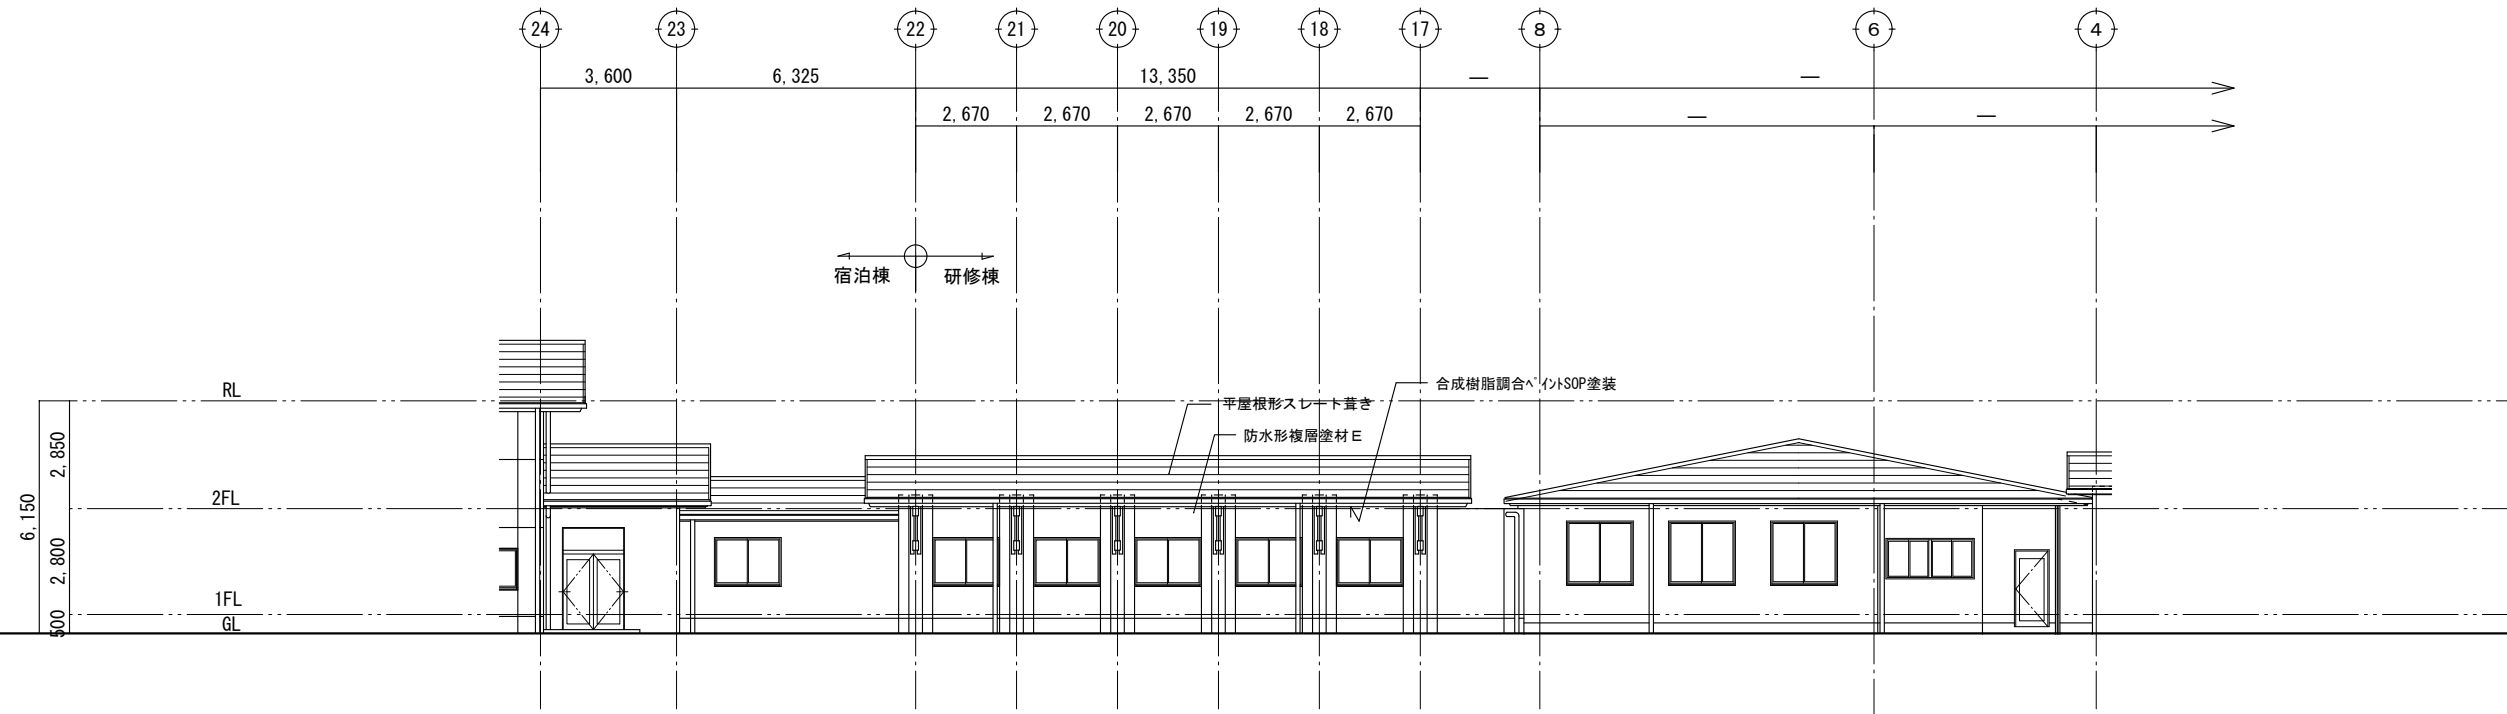 24 23 22 21 20 19 18 17 8 6 4
3,600 6,325 13,350 — —
2,670 2,670 2,670 2,670 2,670 — —
宿泊棟 研修棟
RL
合成樹脂調合ペイントSOP塗装
平屋根形スレート葺き
防水形複層塗材E
2,850
2FL
6,150
2,800
1FL
500
GL